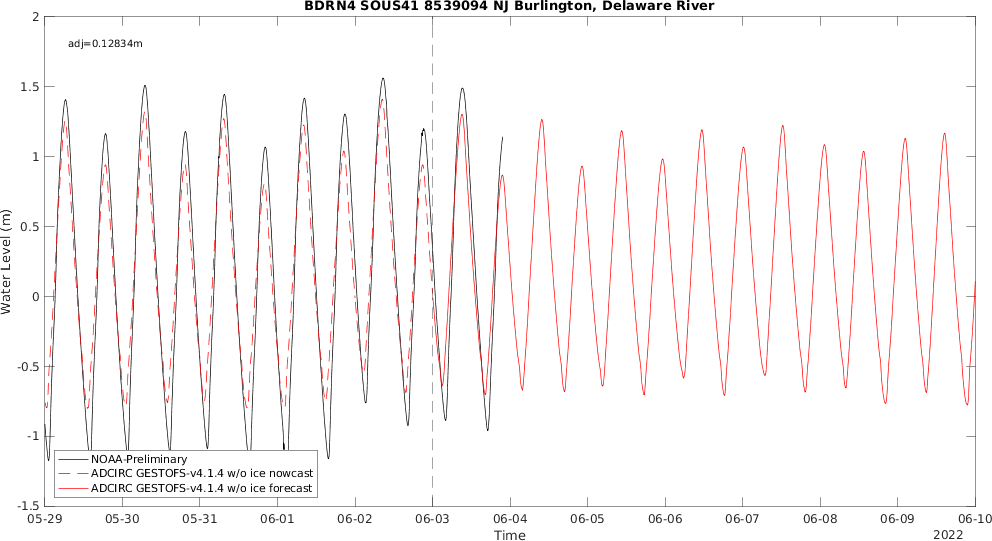 BDRN4 SOUS41 8539094 NJ Burlington, Delaware River
adj=0.12834m
2
1.5
1
0.5
0
-0.5
-1
-1.5
Water Level (m)
NOAA-Preliminary
ADCIRC GESTOFS-v4.1.4 w/o ice nowcast
ADCIRC GESTOFS-v4.1.4 w/o ice forecast
05-29 05-30 05-31 06-01 06-02 06-03 06-04 06-05 06-06 06-07 06-08 06-09 06-10
Time
2022